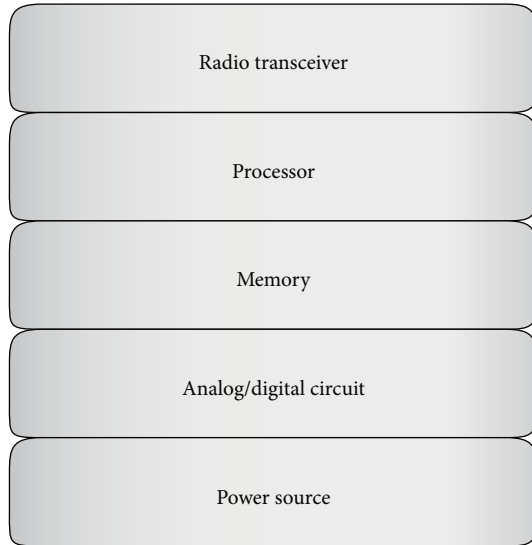 Radio transceiver
Processor
Memory
Analog/digital circuit
Power source